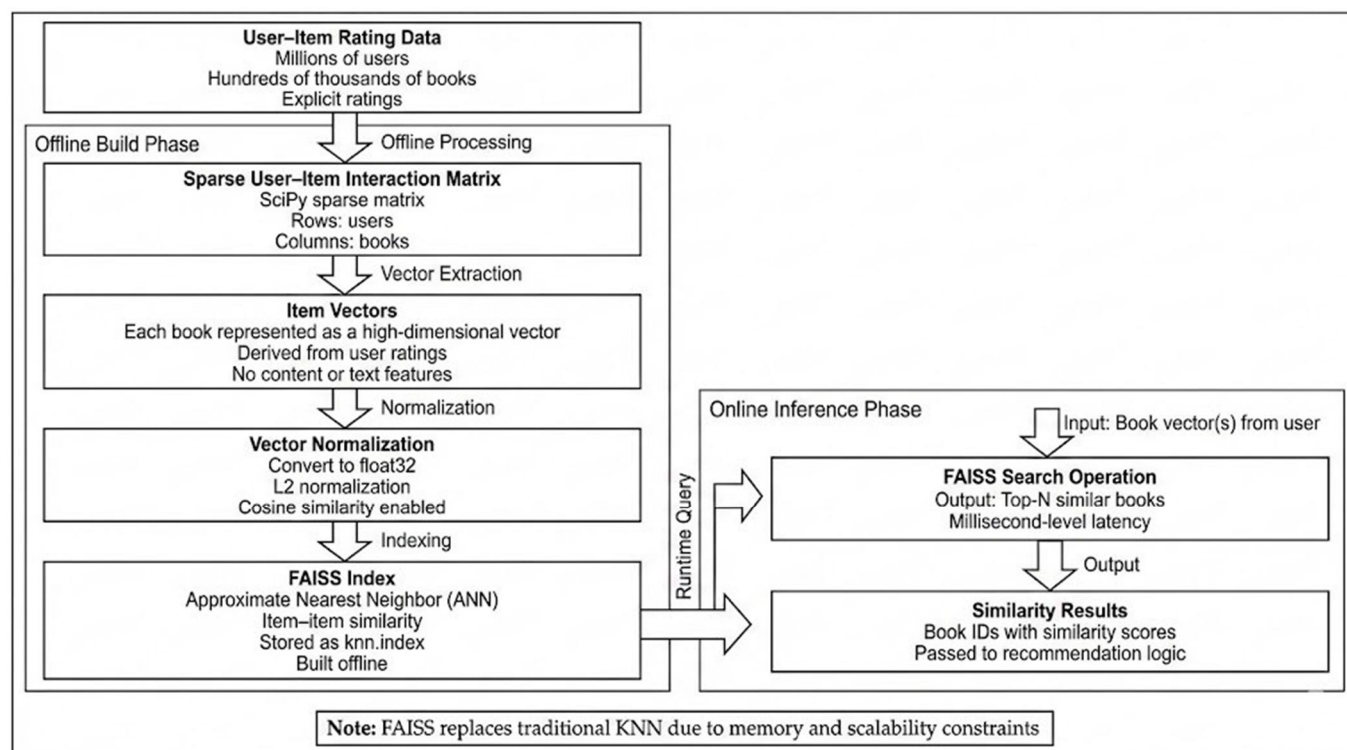 User–Item Rating Data
Millions of users
Hundreds of thousands of books
Explicit ratings
Offline Build Phase
Offline Processing
Sparse User–Item Interaction Matrix
SciPy sparse matrix
Rows: users
Columns: books
Vector Extraction
Item Vectors
Each book represented as a high-dimensional vector
Derived from user ratings
No content or text features
Normalization
Vector Normalization
Convert to float32
L2 normalization
Cosine similarity enabled
Indexing
FAISS Index
Approximate Nearest Neighbor (ANN)
Item–item similarity
Stored as knn.index
Built offline
Runtime Query
Online Inference Phase
Input: Book vector(s) from user
FAISS Search Operation
Output: Top-N similar books
Millisecond-level latency
Output
Similarity Results
Book IDs with similarity scores
Passed to recommendation logic
Note: FAISS replaces traditional KNN due to memory and scalability constraints